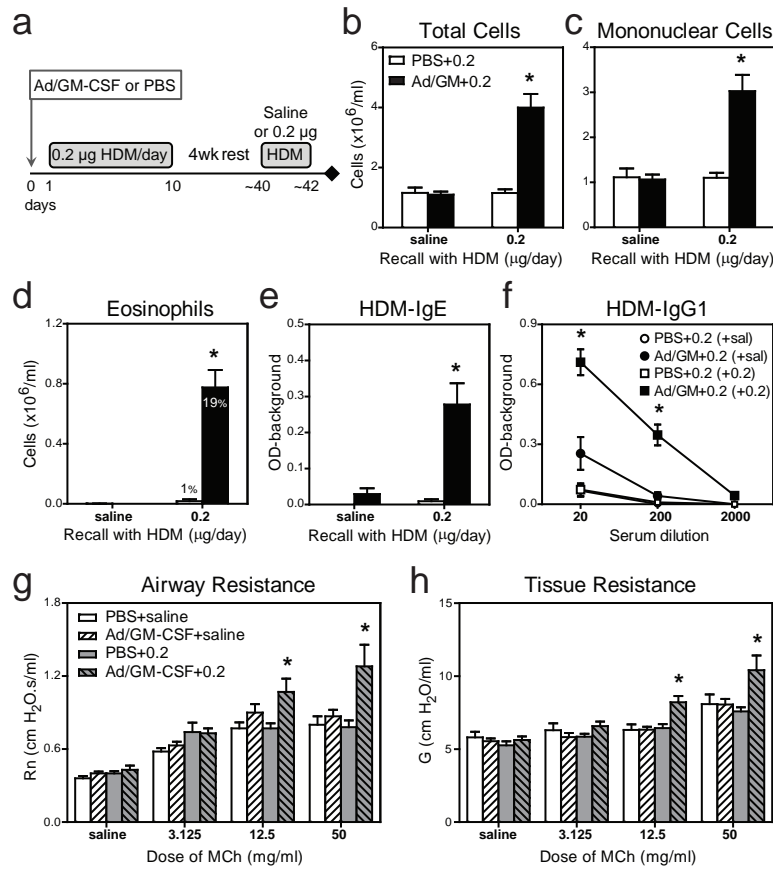 a
Ad/GM-CSF or PBS
Saline
or 0.2 µg
0.2 µg HDM/day
4wk rest
HDM
0 1 10 ~40 ~42
days
b
Total Cells
PBS+0.2
Ad/GM+0.2
*
Cells (x10⁶/ml)
6
4
2
0
saline 0.2
Recall with HDM (µg/day)
c
Mononuclear Cells
*
4
3
2
1
0
saline 0.2
Recall with HDM (µg/day)
d
Eosinophils
*
Cells (x10⁶/ml)
1.2
0.8
0.4
0.0
1%
19%
saline 0.2
Recall with HDM (µg/day)
e
HDM-IgE
*
OD-background
0.5
0.4
0.3
0.2
0.1
0.0
saline 0.2
Recall with HDM (µg/day)
f
HDM-IgG1
PBS+0.2 (+sal)
Ad/GM+0.2 (+sal)
PBS+0.2 (+0.2)
Ad/GM+0.2 (+0.2)
*
*
OD-background
0.9
0.6
0.3
0.0
20 200 2000
Serum dilution
g
Airway Resistance
PBS+saline
Ad/GM-CSF+saline
PBS+0.2
Ad/GM-CSF+0.2
*
*
Rn (cm H₂O.s/ml)
1.8
1.2
0.6
0.0
saline 3.125 12.5 50
Dose of MCh (mg/ml)
h
Tissue Resistance
*
*
G (cm H₂O/ml)
15
10
5
0
saline 3.125 12.5 50
Dose of MCh (mg/ml)